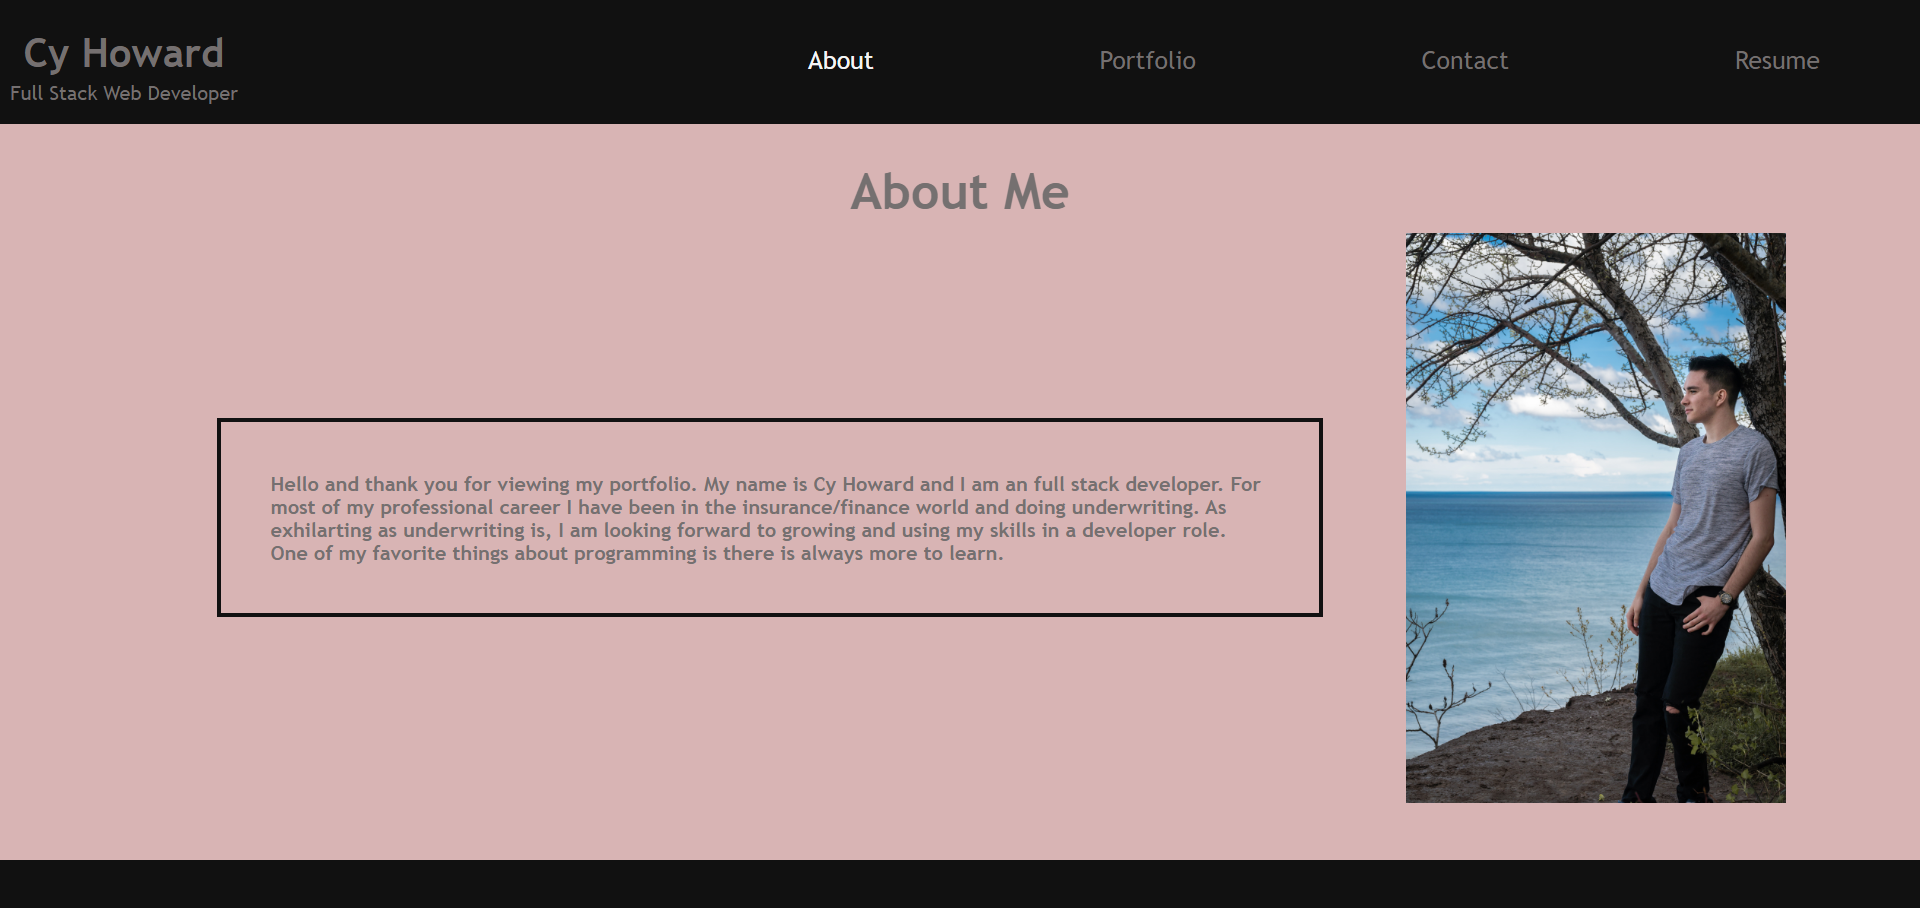 Cy Howard
Full Stack Web Developer
About
Portfolio
Contact
Resume
About Me
Hello and thank you for viewing my portfolio. My name is Cy Howard and I am an full stack developer. For
most of my professional career I have been in the insurance/finance world and doing underwriting. As
exhilarting as underwriting is, I am looking forward to growing and using my skills in a developer role.
One of my favorite things about programming is there is always more to learn.